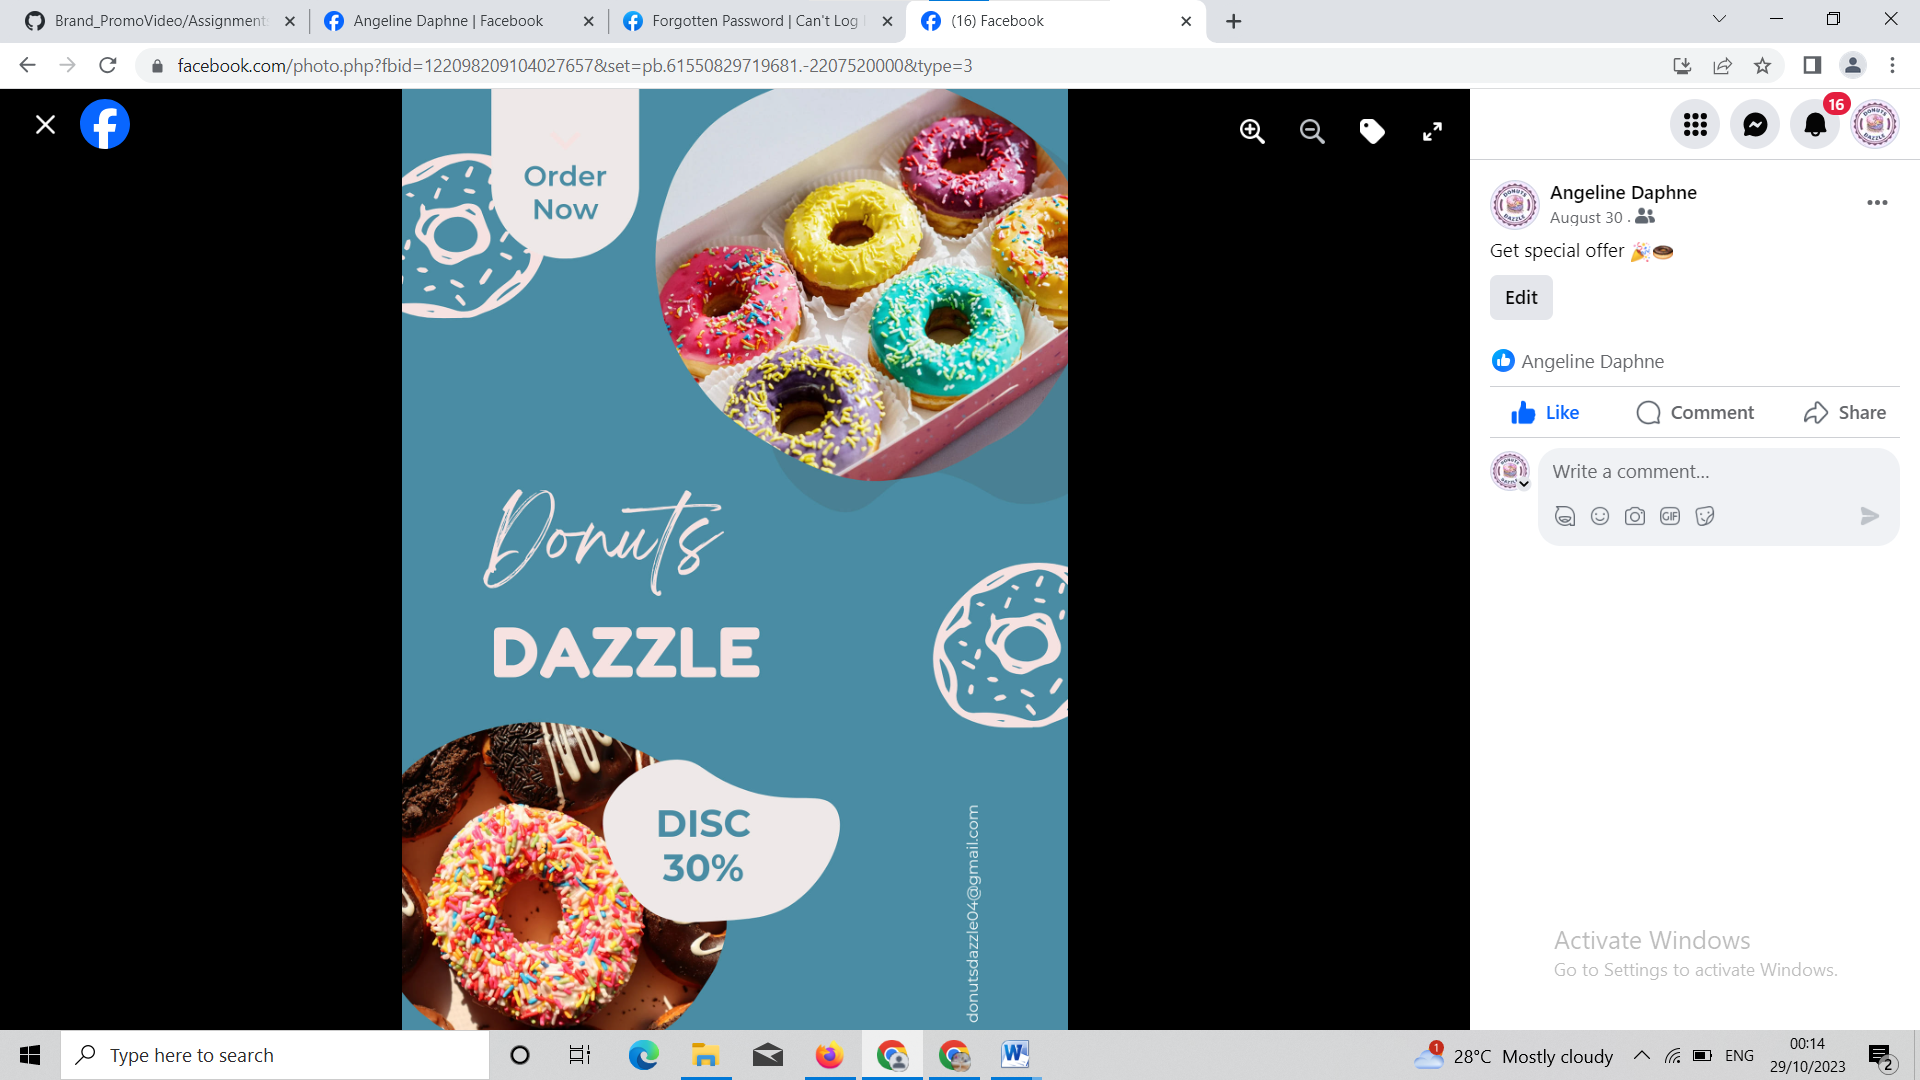 Brand_PromoVideo/Assignment
Angeline Daphne | Facebook
Forgotten Password | Can't Log
(16) Facebook
facebook.com/photo.php?fbid=122098209104027657&set=pb.61550829719681.-2207520000&type=3
Order
Now
Donuts
DAZZLE
DISC
30%
donutsdazzle04@gmail.com
16
Angeline Daphne
August 30 ·
Get special offer 🎉🍩
Edit
Angeline Daphne
Like
Comment
Share
Write a comment...
GIF
Activate Windows
Go to Settings to activate Windows.
Type here to search
1
28°C Mostly cloudy
ENG
00:14
29/10/2023
2